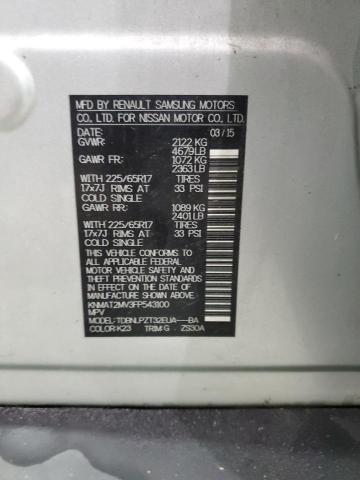 MFD BY RENAULT SAMSUNG MOTORS
CO., LTD. FOR NISSAN MOTOR CO., LTD.
DATE: 03/15
GVWR: 2122 KG
4679LB
GAWR FR: 1072 KG
2363LB
WITH 225/65R17 TIRES
17x7J RIMS AT 33 PSI
COLD SINGLE
GAWR RR: 1089 KG
2401LB
WITH 225/65R17 TIRES
17x7J RIMS AT 33 PSI
COLD SINGLE
THIS VEHICLE CONFORMS TO
ALL APPLICABLE FEDERAL
MOTOR VEHICLE SAFETY AND
THEFT PREVENTION STANDARDS
IN EFFECT ON THE DATE OF
MANUFACTURE SHOWN ABOVE.
KNMAT2MV3FP543100
MPV
MODEL:TDBNLPZT32EUA----BA
COLOR:K23 TRIM:G ZS30A